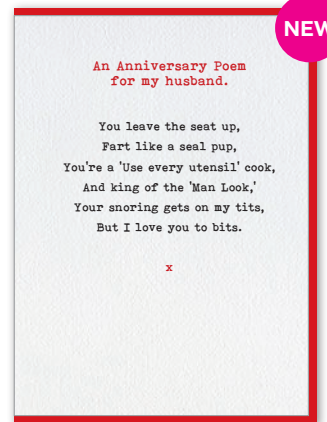 NEW
An Anniversary Poem
for my husband.
You leave the seat up,
Fart like a seal pup,
You're a 'Use every utensil' cook,
And king of the 'Man Look,'
Your snoring gets on my tits,
But I love you to bits.
x